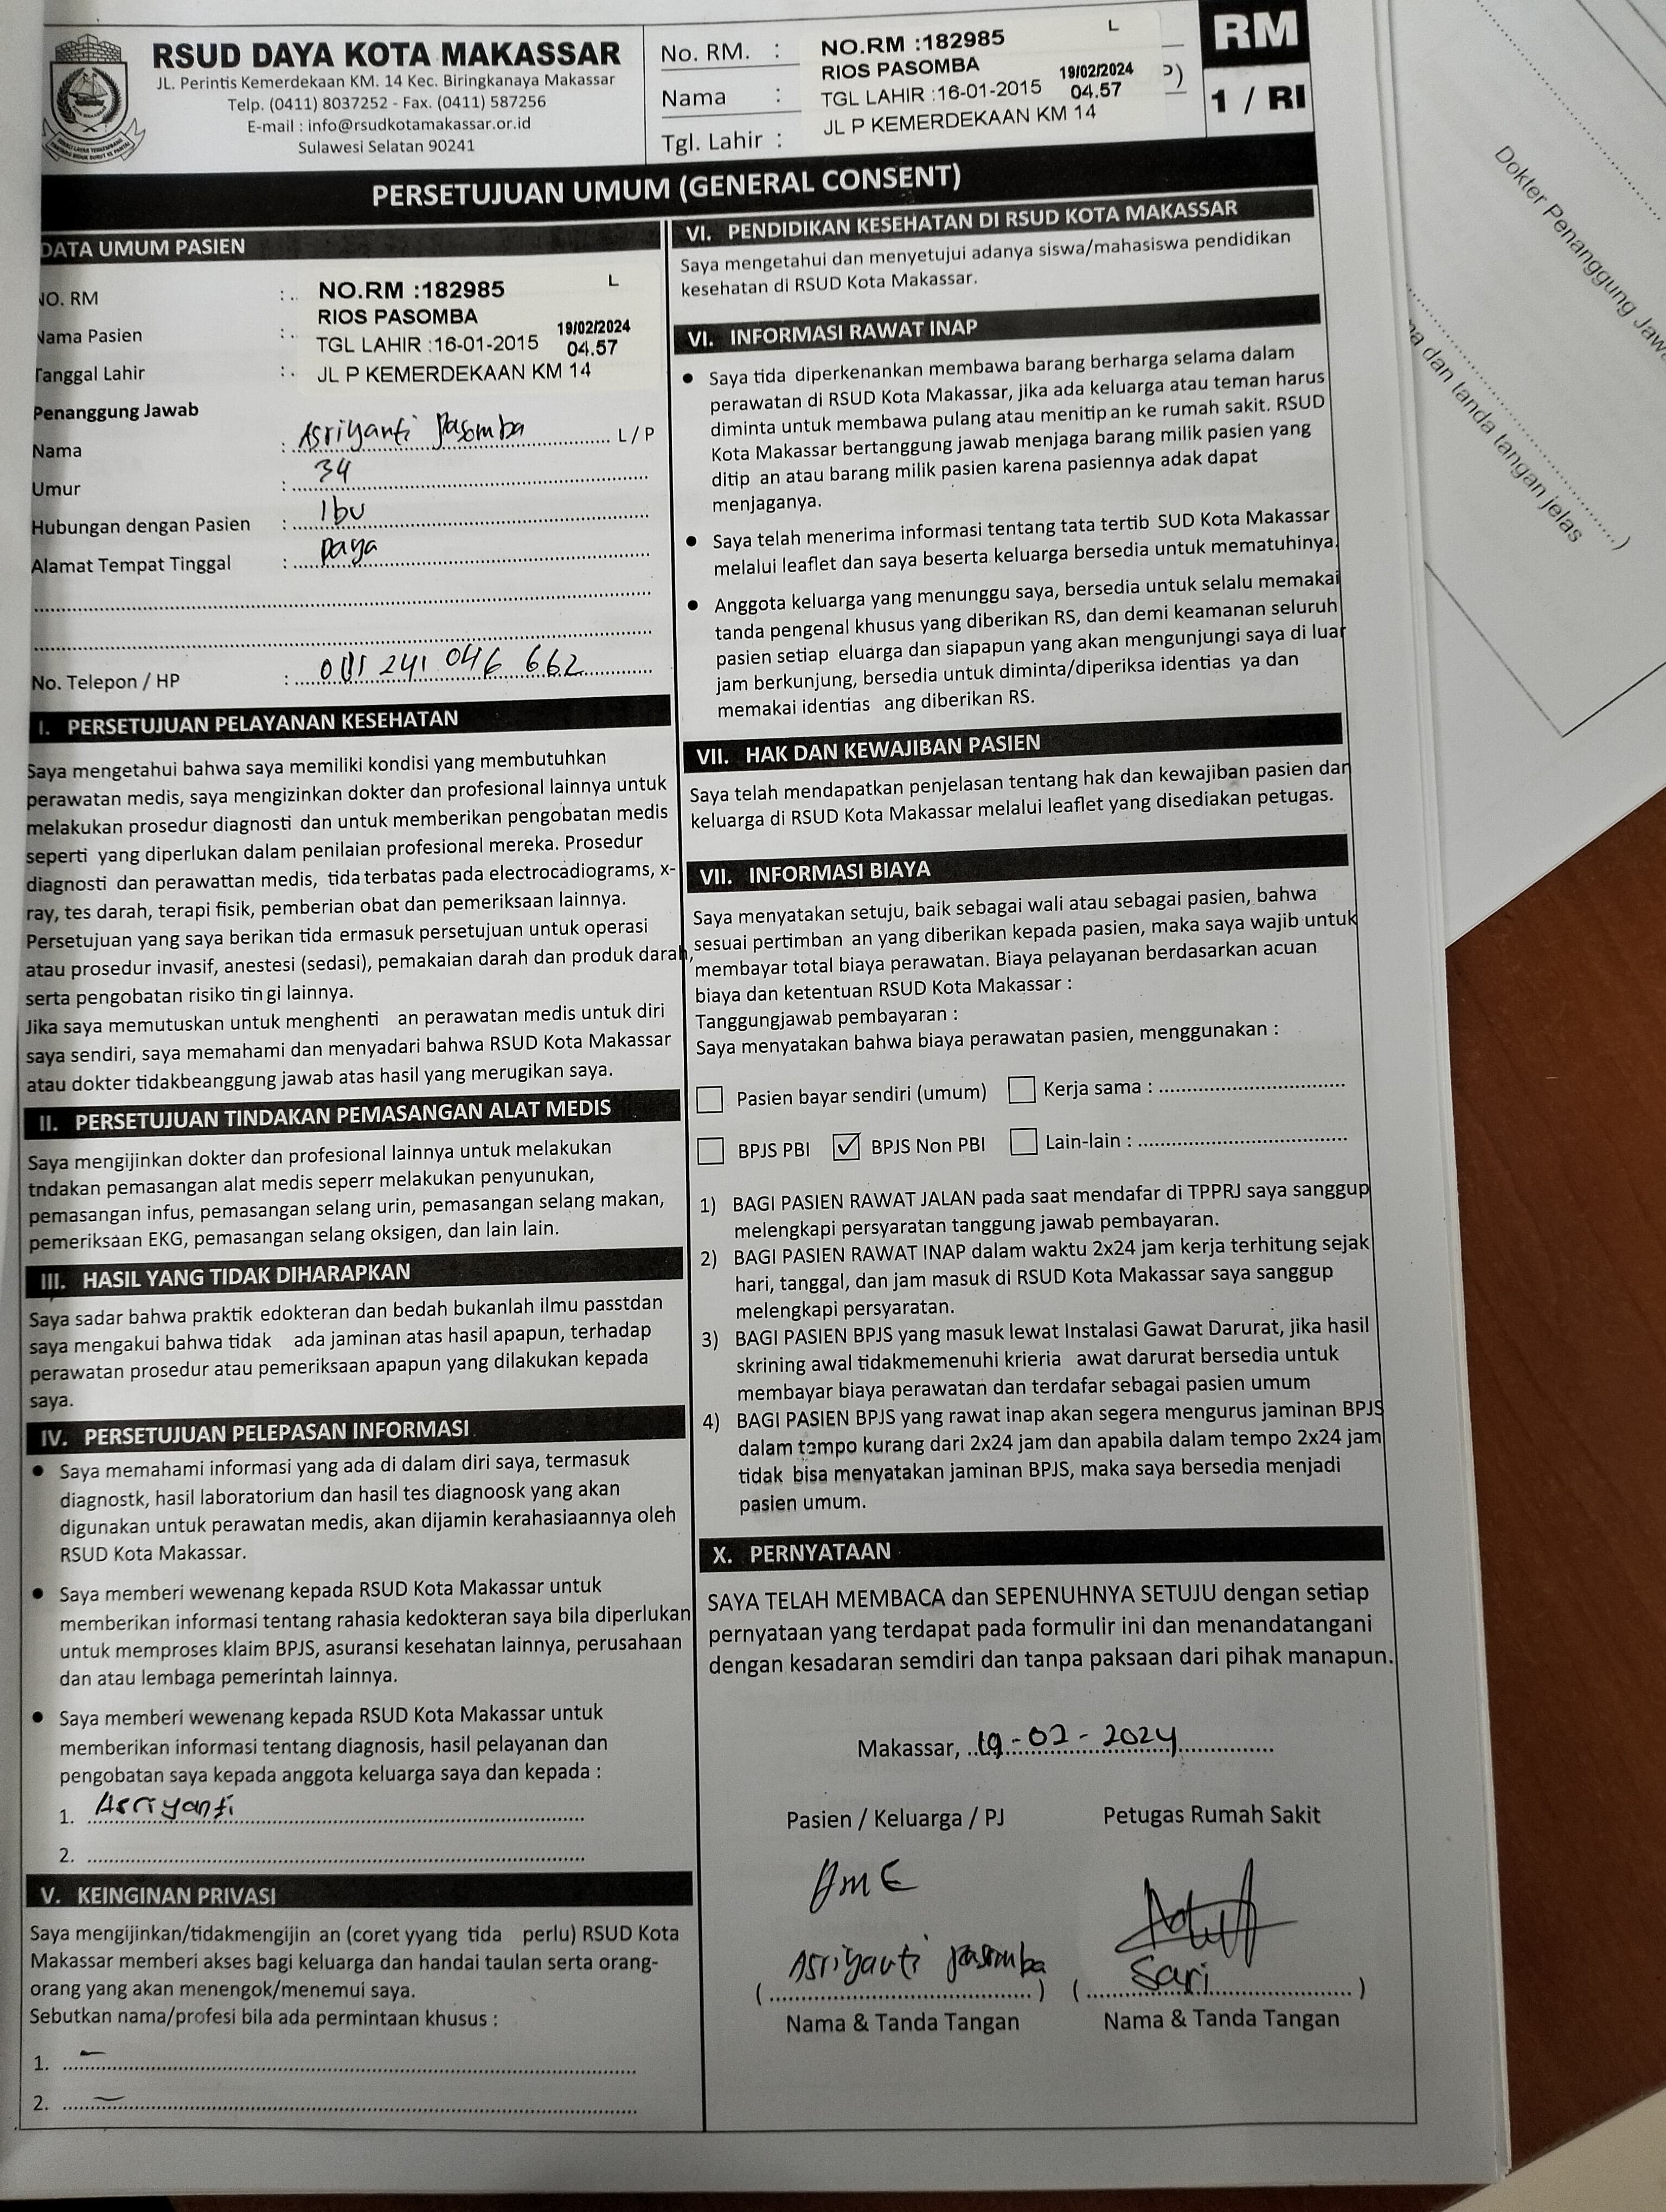 RSUD DAYA KOTA MAKASSAR
JL. Perintis Kemerdekaan KM. 14 Kec. Biringkanaya Makassar
Telp. (0411) 8037252 - Fax. (0411) 587256
E-mail : info@rsudkotamakassar.or.id
Sulawesi Selatan 90241
No. RM. :
Nama :
Tgl. Lahir :
NO.RM :182985 L
RIOS PASOMBA
TGL LAHIR :16-01-2015 19/02/2024 04.57
JL P KEMERDEKAAN KM 14
RM
1 / RI
PERSETUJUAN UMUM (GENERAL CONSENT)
DATA UMUM PASIEN
NO. RM : NO.RM :182985 L
Nama Pasien : RIOS PASOMBA
TGL LAHIR :16-01-2015 19/02/2024 04.57
Tanggal Lahir : JL P KEMERDEKAAN KM 14
Penanggung Jawab
Nama : Asriyanti Pasomba L / P
Umur : 34
Hubungan dengan Pasien : Ibu
Alamat Tempat Tinggal : Daya
No. Telepon / HP : 241 046 662
I. PERSETUJUAN PELAYANAN KESEHATAN
Saya mengetahui bahwa saya memiliki kondisi yang membutuhkan
perawatan medis, saya mengizinkan dokter dan profesional lainnya untuk
melakukan prosedur diagnosti dan untuk memberikan pengobatan medis
seperti yang diperlukan dalam penilaian profesional mereka. Prosedur
diagnosti dan perawattan medis, tida terbatas pada electrocadiograms, x-
ray, tes darah, terapi fisik, pemberian obat dan pemeriksaan lainnya.
Persetujuan yang saya berikan tida ermasuk persetujuan untuk operasi
atau prosedur invasif, anestesi (sedasi), pemakaian darah dan produk darah,
serta pengobatan risiko tin gi lainnya.
Jika saya memutuskan untuk menghenti an perawatan medis untuk diri
saya sendiri, saya memahami dan menyadari bahwa RSUD Kota Makassar
atau dokter tidakbeanggung jawab atas hasil yang merugikan saya.
II. PERSETUJUAN TINDAKAN PEMASANGAN ALAT MEDIS
Saya mengijinkan dokter dan profesional lainnya untuk melakukan
tndakan pemasangan alat medis seperr melakukan penyunukan,
pemasangan infus, pemasangan selang urin, pemasangan selang makan,
pemeriksaan EKG, pemasangan selang oksigen, dan lain lain.
III. HASIL YANG TIDAK DIHARAPKAN
Saya sadar bahwa praktik edokteran dan bedah bukanlah ilmu passtdan
saya mengakui bahwa tidak ada jaminan atas hasil apapun, terhadap
perawatan prosedur atau pemeriksaan apapun yang dilakukan kepada
saya.
IV. PERSETUJUAN PELEPASAN INFORMASI
• Saya memahami informasi yang ada di dalam diri saya, termasuk
diagnostk, hasil laboratorium dan hasil tes diagnoosk yang akan
digunakan untuk perawatan medis, akan dijamin kerahasiaannya oleh
RSUD Kota Makassar.
• Saya memberi wewenang kepada RSUD Kota Makassar untuk
memberikan informasi tentang rahasia kedokteran saya bila diperlukan
untuk memproses klaim BPJS, asuransi kesehatan lainnya, perusahaan
dan atau lembaga pemerintah lainnya.
• Saya memberi wewenang kepada RSUD Kota Makassar untuk
memberikan informasi tentang diagnosis, hasil pelayanan dan
pengobatan saya kepada anggota keluarga saya dan kepada :
1. Asriyanti
2.
V. KEINGINAN PRIVASI
Saya mengijinkan/tidakmengijin an (coret yyang tida perlu) RSUD Kota
Makassar memberi akses bagi keluarga dan handai taulan serta orang-
orang yang akan menengok/menemui saya.
Sebutkan nama/profesi bila ada permintaan khusus :
1. -
2. -
VI. PENDIDIKAN KESEHATAN DI RSUD KOTA MAKASSAR
Saya mengetahui dan menyetujui adanya siswa/mahasiswa pendidikan
kesehatan di RSUD Kota Makassar.
VI. INFORMASI RAWAT INAP
• Saya tida diperkenankan membawa barang berharga selama dalam
perawatan di RSUD Kota Makassar, jika ada keluarga atau teman harus
diminta untuk membawa pulang atau menitip an ke rumah sakit. RSUD
Kota Makassar bertanggung jawab menjaga barang milik pasien yang
ditip an atau barang milik pasien karena pasiennya adak dapat
menjaganya.
• Saya telah menerima informasi tentang tata tertib SUD Kota Makassar
melalui leaflet dan saya beserta keluarga bersedia untuk mematuhinya.
• Anggota keluarga yang menunggu saya, bersedia untuk selalu memakai
tanda pengenal khusus yang diberikan RS, dan demi keamanan seluruh
pasien setiap eluarga dan siapapun yang akan mengunjungi saya di luar
jam berkunjung, bersedia untuk diminta/diperiksa identias ya dan
memakai identias ang diberikan RS.
VII. HAK DAN KEWAJIBAN PASIEN
Saya telah mendapatkan penjelasan tentang hak dan kewajiban pasien dan
keluarga di RSUD Kota Makassar melalui leaflet yang disediakan petugas.
VII. INFORMASI BIAYA
Saya menyatakan setuju, baik sebagai wali atau sebagai pasien, bahwa
sesuai pertimban an yang diberikan kepada pasien, maka saya wajib untuk
membayar total biaya perawatan. Biaya pelayanan berdasarkan acuan
biaya dan ketentuan RSUD Kota Makassar :
Tanggungjawab pembayaran :
Saya menyatakan bahwa biaya perawatan pasien, menggunakan :
☐ Pasien bayar sendiri (umum) ☐ Kerja sama :
☐ BPJS PBI ☑ BPJS Non PBI ☐ Lain-lain :
1) BAGI PASIEN RAWAT JALAN pada saat mendafar di TPPRJ saya sanggup
melengkapi persyaratan tanggung jawab pembayaran.
2) BAGI PASIEN RAWAT INAP dalam waktu 2x24 jam kerja terhitung sejak
hari, tanggal, dan jam masuk di RSUD Kota Makassar saya sanggup
melengkapi persyaratan.
3) BAGI PASIEN BPJS yang masuk lewat Instalasi Gawat Darurat, jika hasil
skrining awal tidakmemenuhi krieria awat darurat bersedia untuk
membayar biaya perawatan dan terdafar sebagai pasien umum
4) BAGI PASIEN BPJS yang rawat inap akan segera mengurus jaminan BPJS
dalam tempo kurang dari 2x24 jam dan apabila dalam tempo 2x24 jam
tidak bisa menyatakan jaminan BPJS, maka saya bersedia menjadi
pasien umum.
X. PERNYATAAN
SAYA TELAH MEMBACA dan SEPENUHNYA SETUJU dengan setiap
pernyataan yang terdapat pada formulir ini dan menandatangani
dengan kesadaran semdiri dan tanpa paksaan dari pihak manapun.
Makassar, 19-02-2024
Pasien / Keluarga / PJ Petugas Rumah Sakit
(Asriyanti Pasomba) (Sari)
Nama & Tanda Tangan Nama & Tanda Tangan
Dokter Penanggung Jawa
dan tanda tangan jelas